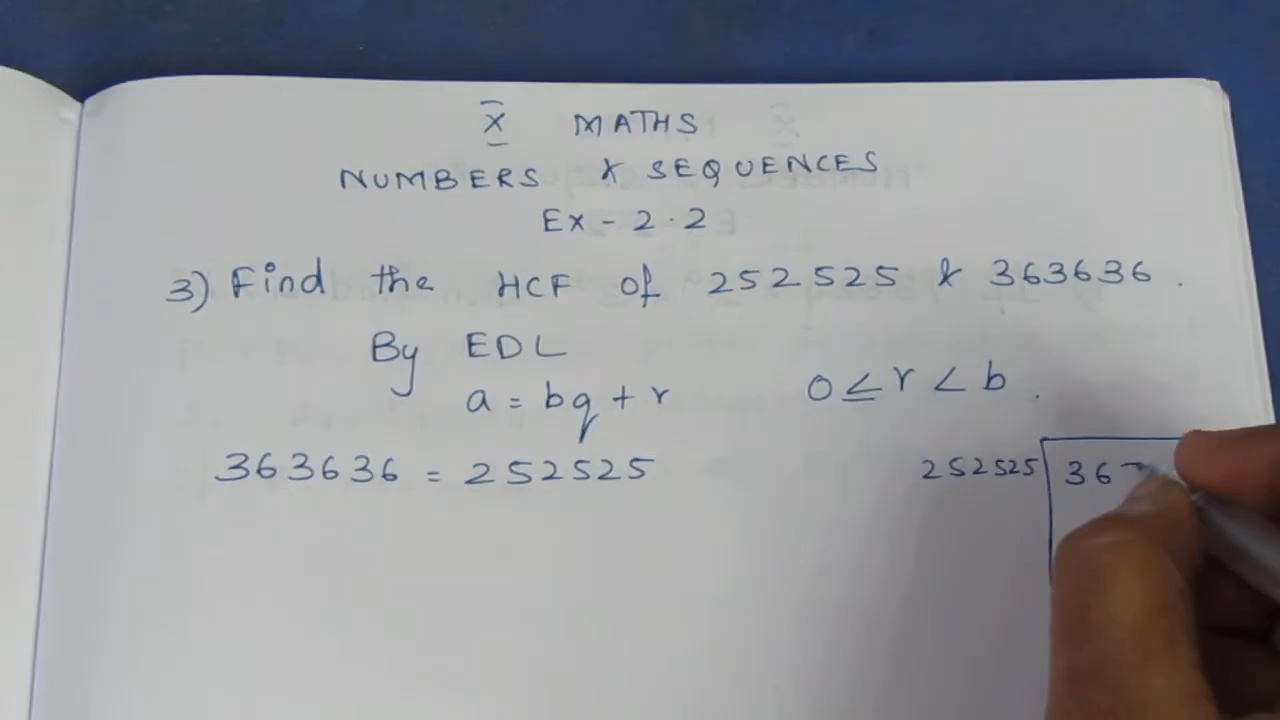 X MATHS
NUMBERS & SEQUENCES
Ex - 2.2
3) Find the HCF of 252525 & 363636.
By EDL
a = bq + r 0 ≤ r < b.
363636 = 252525 252525 36